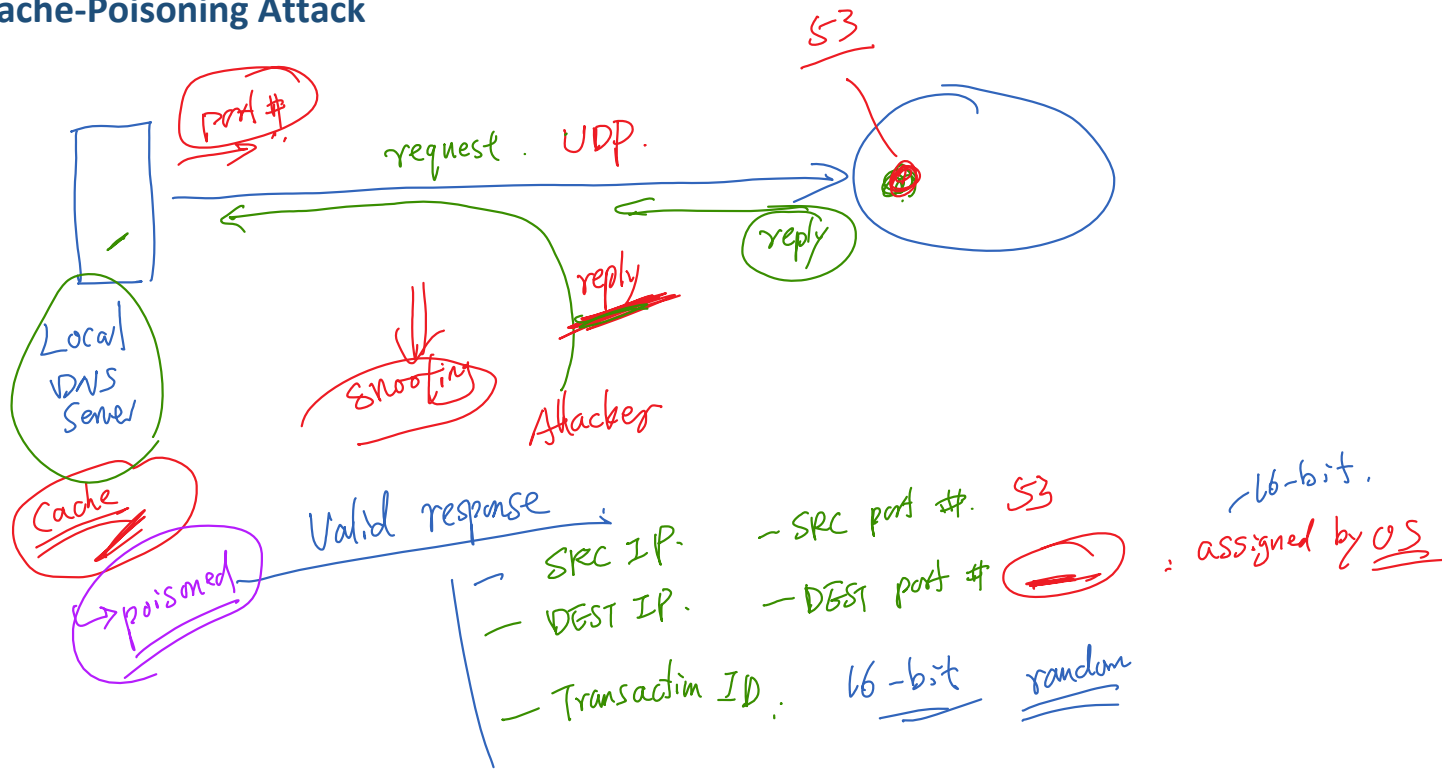 ache-Poisoning Attack
53
port #
request. UDP.
reply
reply
Local
DNS
Server
snooping
Attacker
Cache
poisoned
Valid response
SRC IP. - SRC port #. 53
- DEST IP. - DEST port # : assigned by OS
- 16-bit.
- Transaction ID: 16-bit random